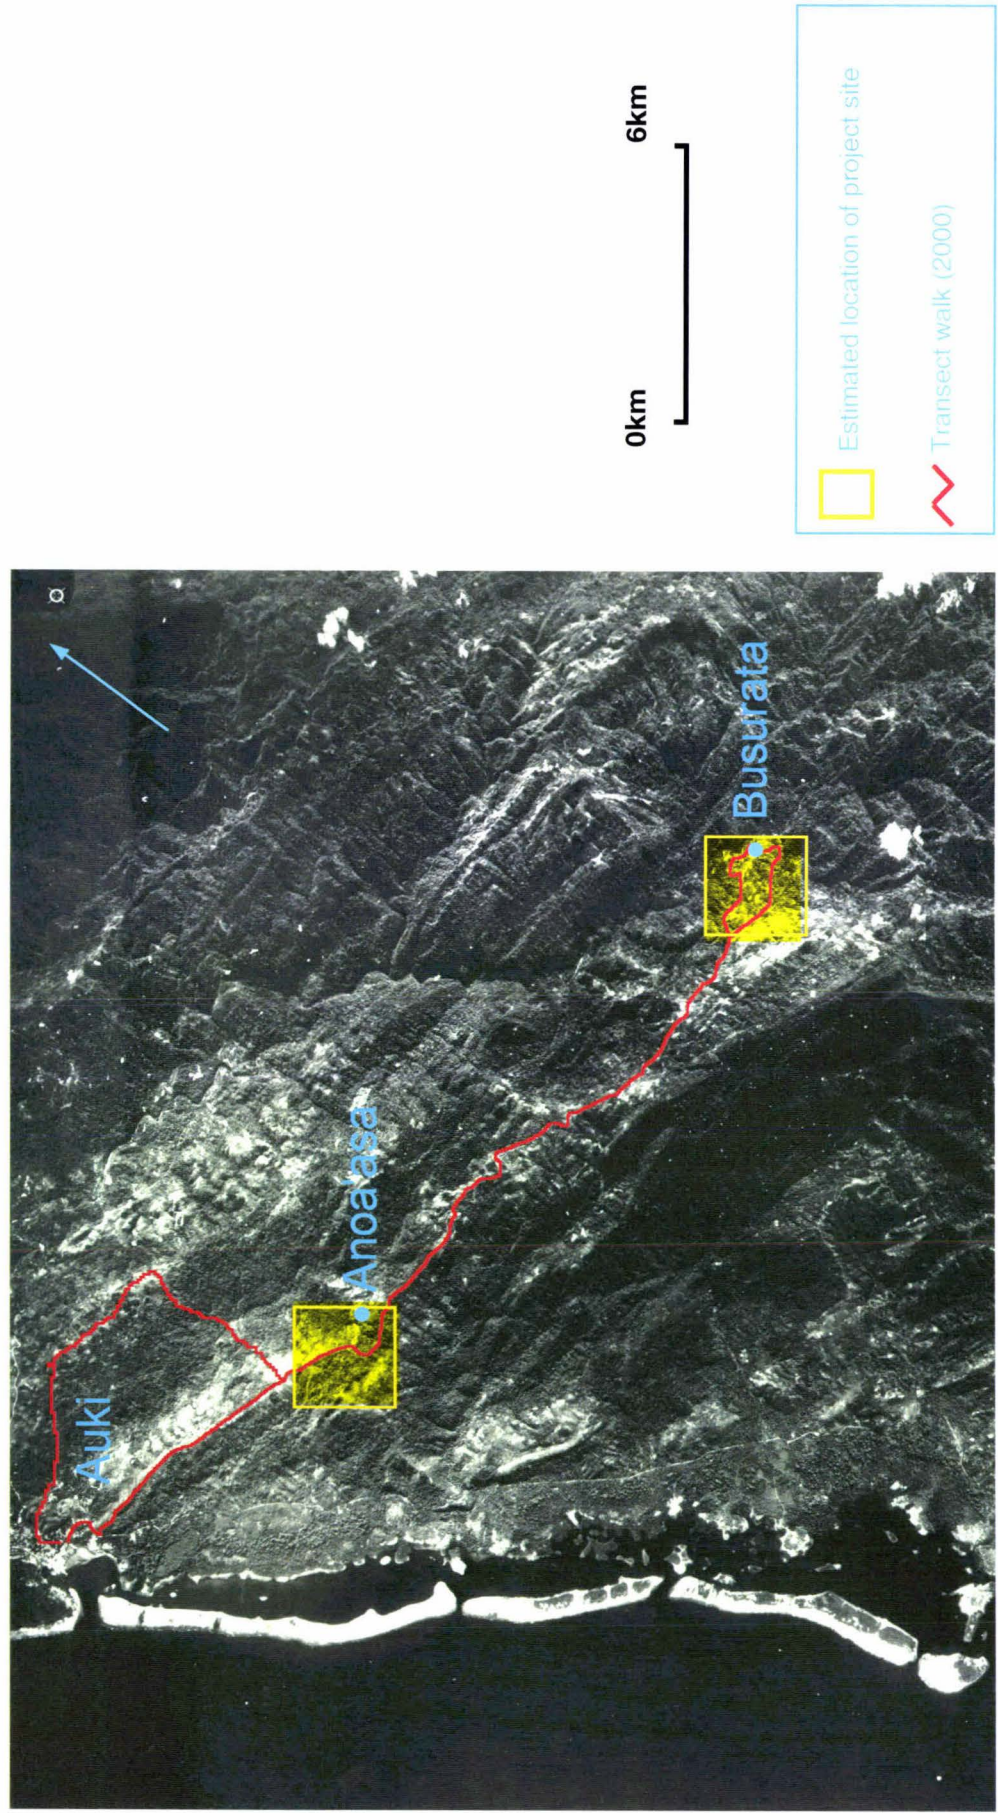 Auki
Anoa'asa
Busurata
0km
6km
Estimated location of project site
Transect walk (2000)